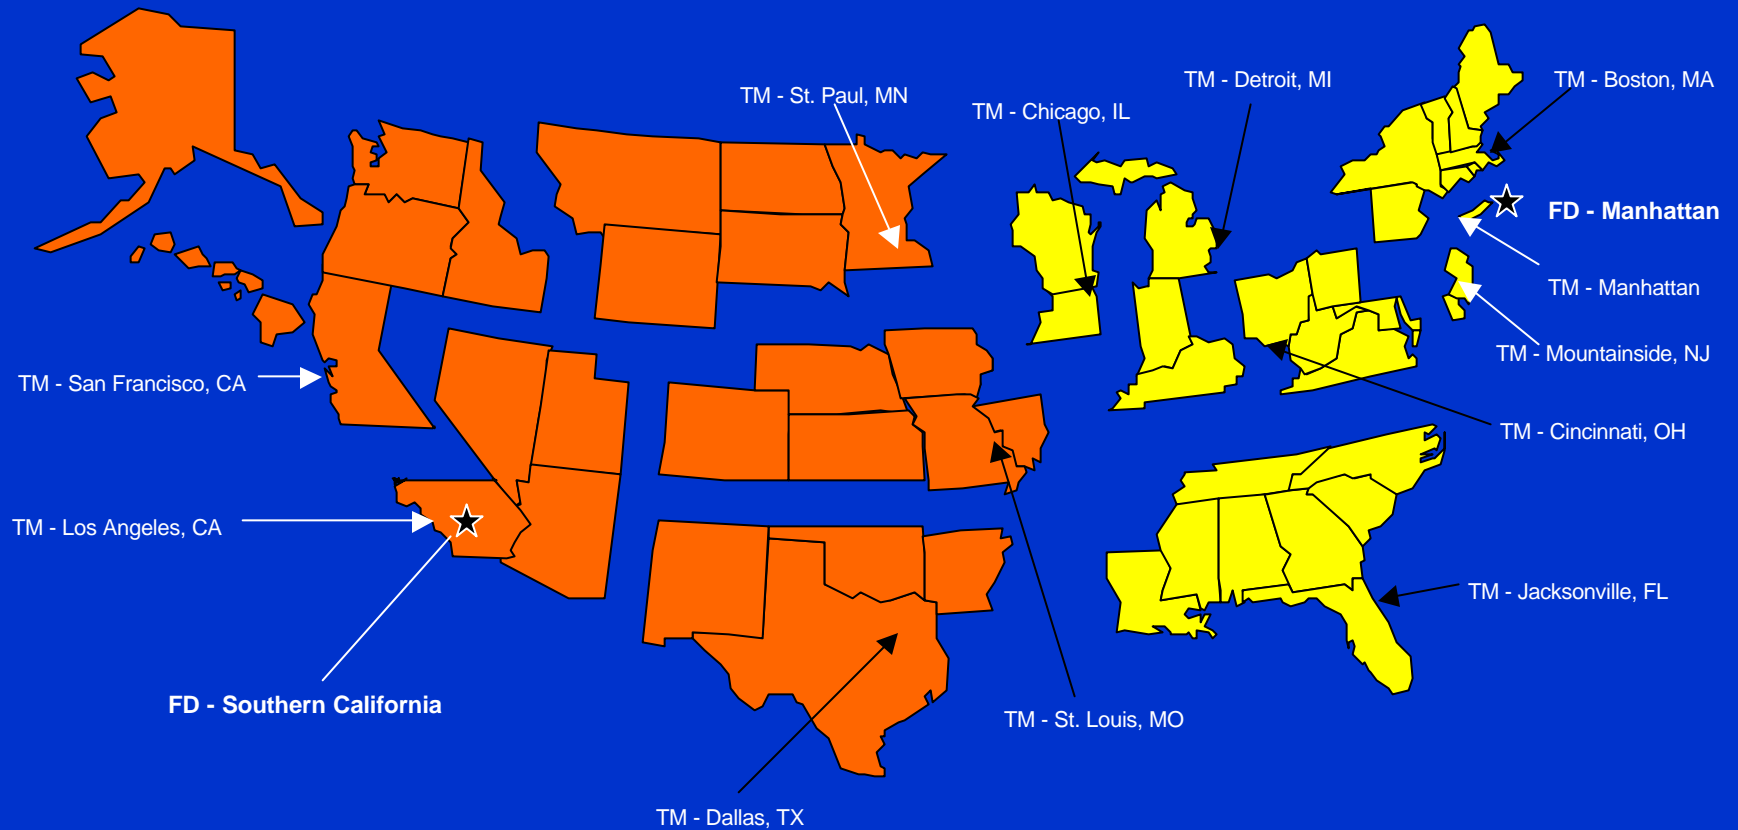 TM - Detroit, MI
TM - Boston, MA
TM - St. Paul, MN
TM - Chicago, IL
FD - Manhattan
TM - Manhattan
TM - Mountainside, NJ
TM - San Francisco, CA
TM - Cincinnati, OH
TM - Los Angeles, CA
TM - Jacksonville, FL
FD - Southern California
TM - St. Louis, MO
TM - Dallas, TX